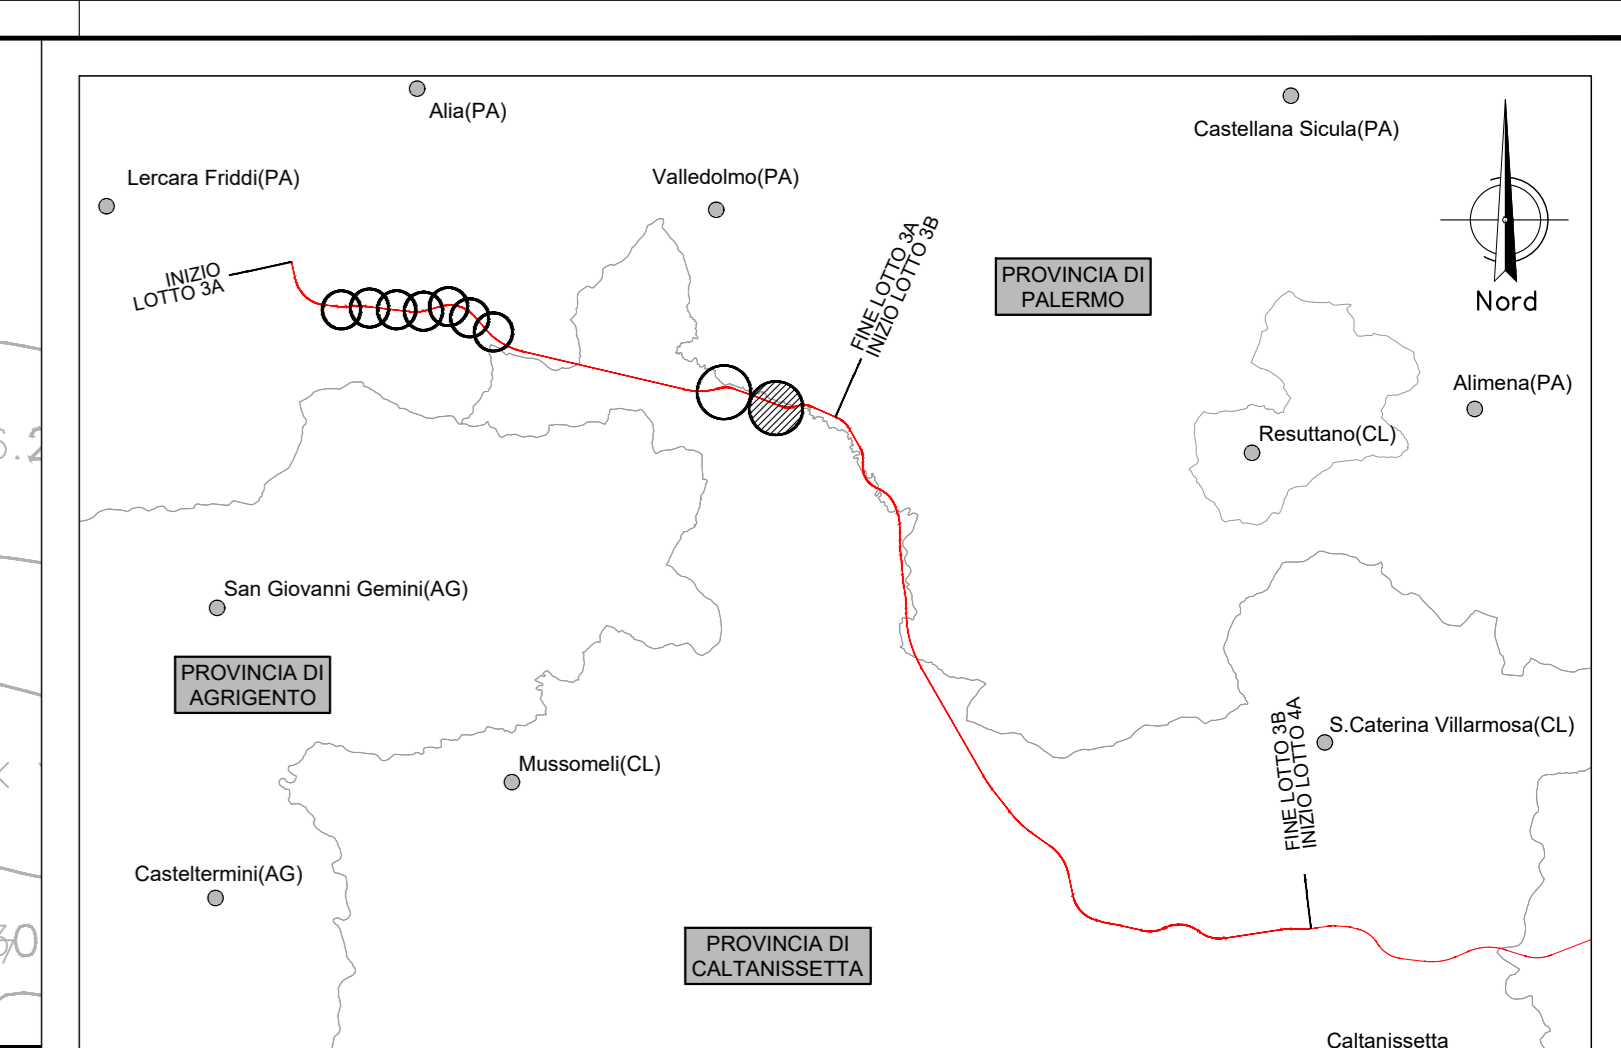 Alia(PA)
Castellana Sicula(PA)
Lercara Friddi(PA)
Valledolmo(PA)
INIZIO
LOTTO 3A
FINE LOTTO 3A
INIZIO LOTTO 3B
PROVINCIA DI
PALERMO
Nord
Alimena(PA)
Resuttano(CL)
San Giovanni Gemini(AG)
PROVINCIA DI
AGRIGENTO
FINE LOTTO 3B
INIZIO LOTTO 4A
S.Caterina Villarmosa(CL)
Mussomeli(CL)
Casteltermini(AG)
PROVINCIA DI
CALTANISSETTA
Caltanissetta